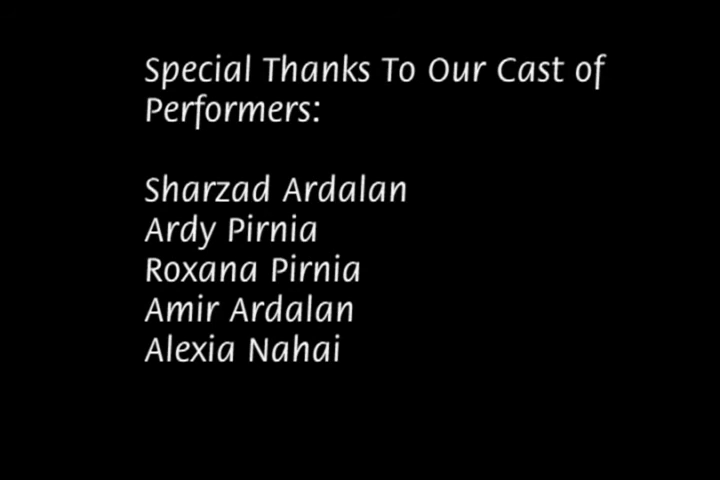 Special Thanks To Our Cast of
Performers:
Sharzad Ardalan
Ardy Pirnia
Roxana Pirnia
Amir Ardalan
Alexia Nahai